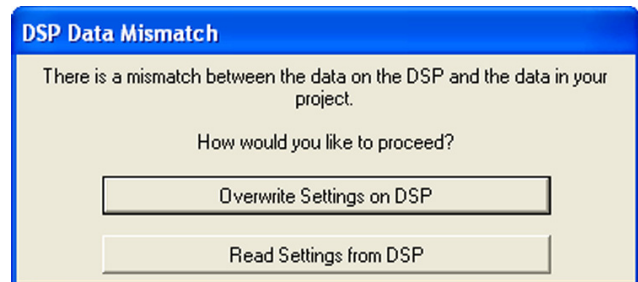 DSP Data Mismatch
There is a mismatch between the data on the DSP and the data in your
project.
How would you like to proceed?
Overwrite Settings on DSP
Read Settings from DSP